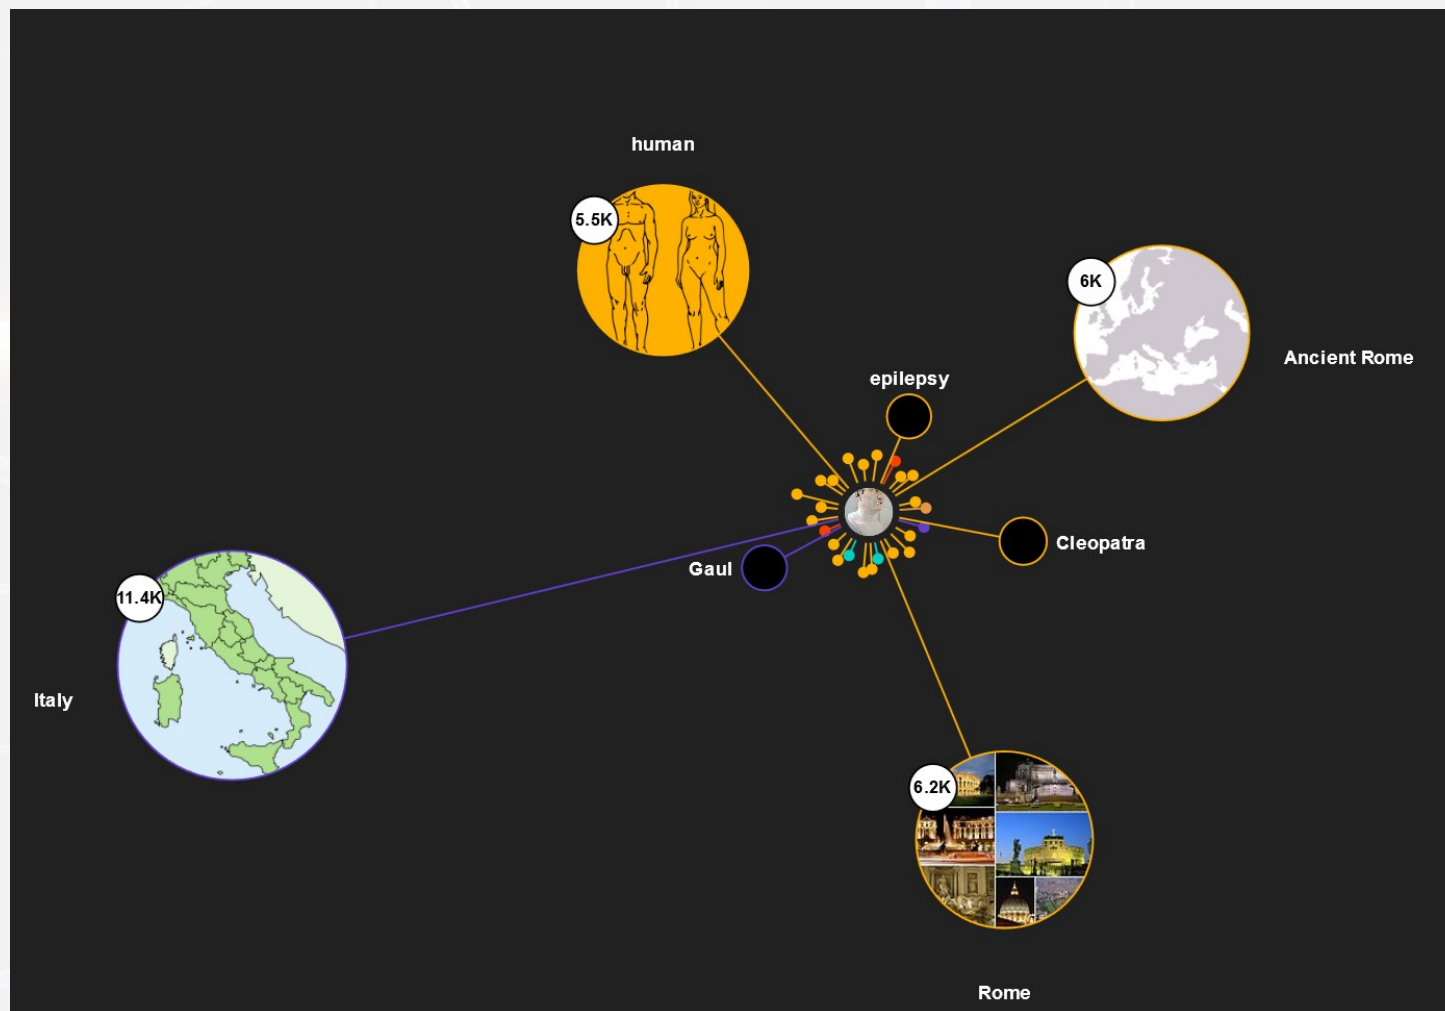 human
5.5K
6K
Ancient Rome
epilepsy
Cleopatra
Gaul
11.4K
Italy
6.2K
Rome